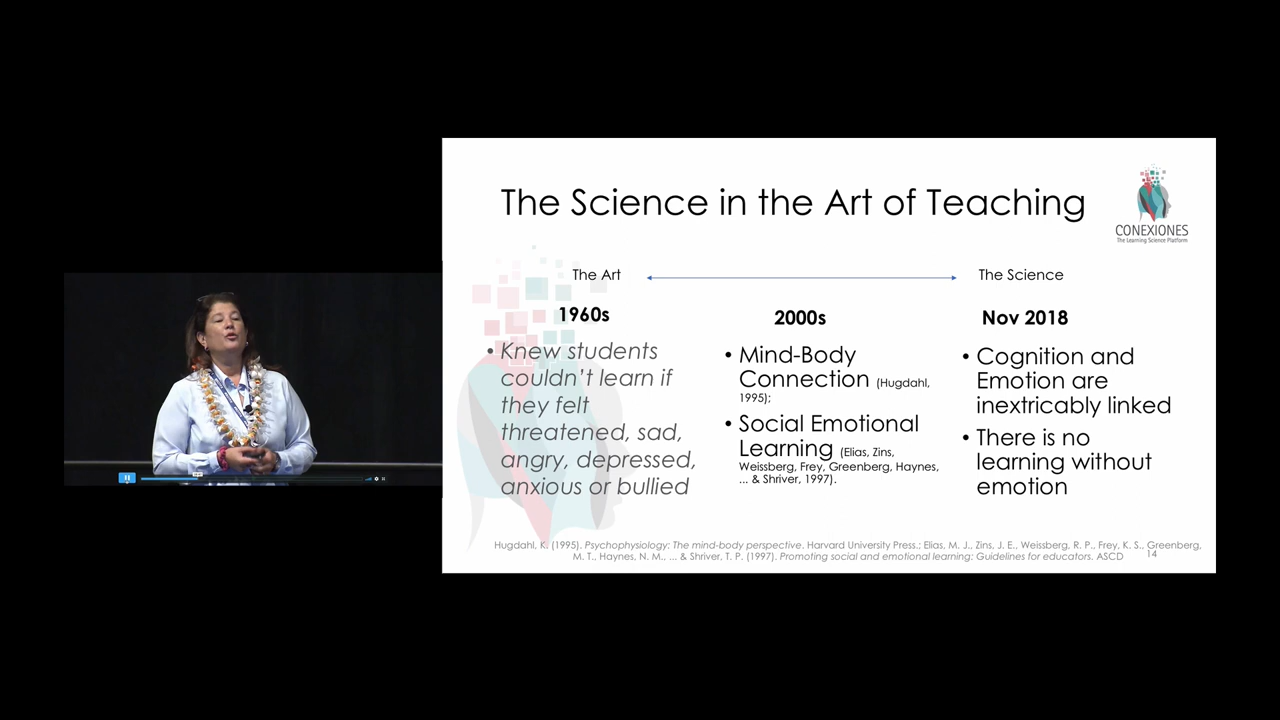 The Science in the Art of Teaching
CONEXIONES
The Learning Science Platform
The Art
The Science
1960s
• Knew students
couldn’t learn if
they felt
threatened, sad,
angry, depressed,
anxious or bullied
2000s
• Mind-Body
Connection (Hugdahl,
1995);
• Social Emotional
Learning (Elias, Zins,
Weissberg, Frey, Greenberg, Haynes,
... & Shriver, 1997).
Nov 2018
• Cognition and
Emotion are
inextricably linked
• There is no
learning without
emotion
Hugdahl, K. (1995). Psychophysiology: The mind-body perspective. Harvard University Press.; Elias, M. J., Zins, J. E., Weissberg, R. P., Frey, K. S., Greenberg,
M. T., Haynes, N. M., ... & Shriver, T. P. (1997). Promoting social and emotional learning: Guidelines for educators. ASCD
14